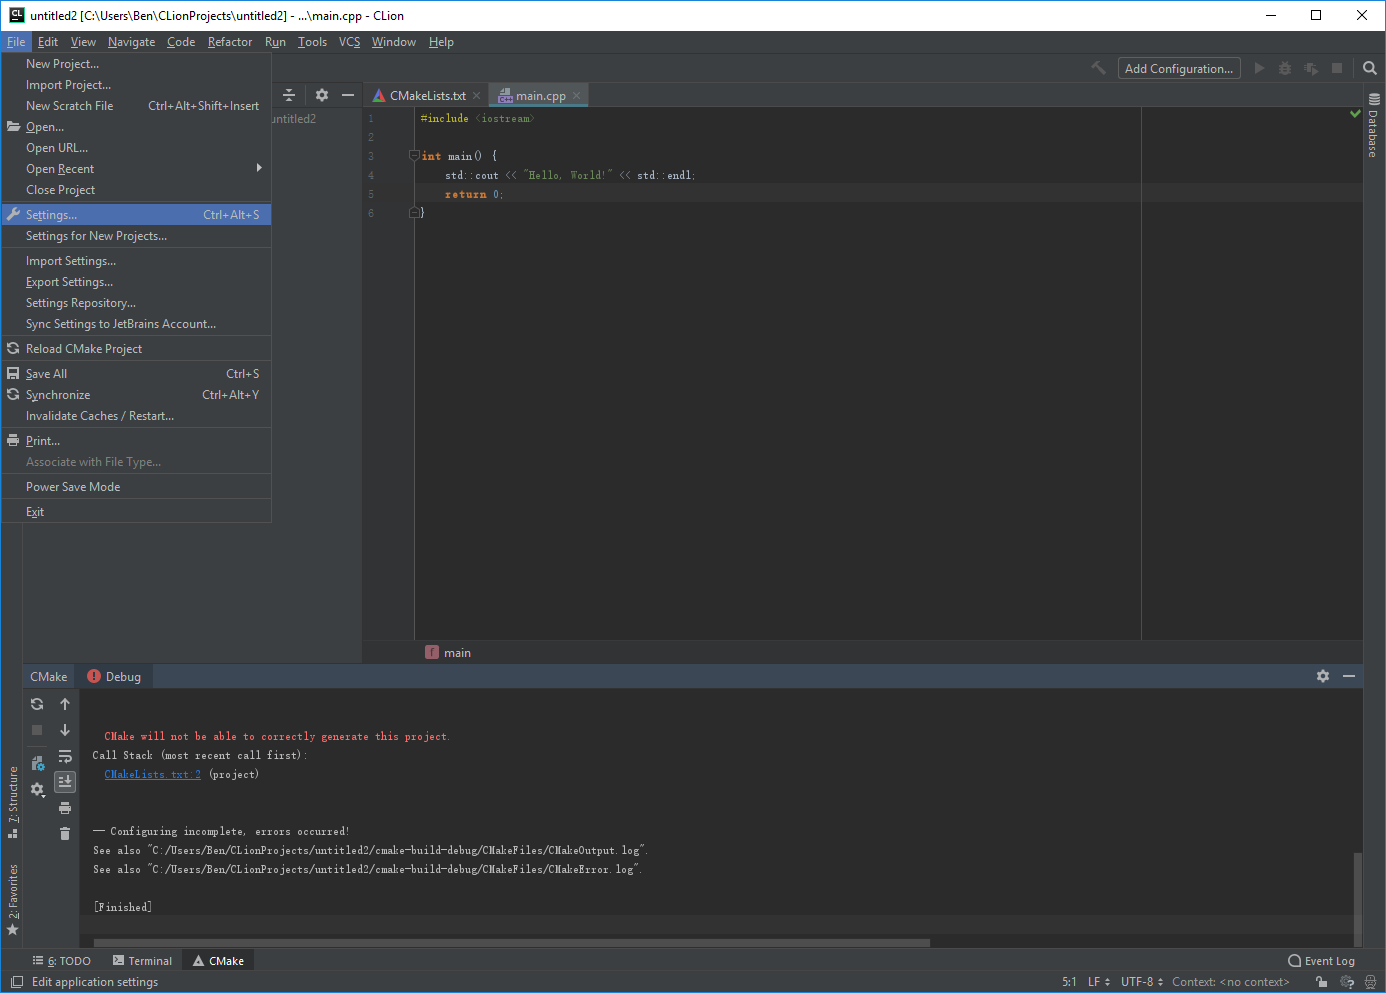 untitled2 [C:\Users\Ben\CLionProjects\untitled2] - ...\main.cpp - CLion
File Edit View Navigate Code Refactor Run Tools VCS Window Help
Add Configuration...
New Project...
Import Project...
New Scratch File Ctrl+Alt+Shift+Insert
Open...
Open URL...
Open Recent
Close Project
Settings... Ctrl+Alt+S
Settings for New Projects...
Import Settings...
Export Settings...
Settings Repository...
Sync Settings to JetBrains Account...
Reload CMake Project
Save All Ctrl+S
Synchronize Ctrl+Alt+Y
Invalidate Caches / Restart...
Print...
Associate with File Type...
Power Save Mode
Exit
untitled2
CMakeLists.txt main.cpp
1 #include <iostream>
2
3 int main() {
4 std::cout << "Hello, World!" << std::endl;
5 return 0;
6 }
f main
Database
CMake Debug
CMake will not be able to correctly generate this project.
Call Stack (most recent call first):
CMakeLists.txt:2 (project)
-- Configuring incomplete, errors occurred!
See also "C:/Users/Ben/CLionProjects/untitled2/cmake-build-debug/CMakeFiles/CMakeOutput.log".
See also "C:/Users/Ben/CLionProjects/untitled2/cmake-build-debug/CMakeFiles/CMakeError.log".
[Finished]
7: Structure
2: Favorites
6: TODO Terminal CMake Event Log
Edit application settings 5:1 LF UTF-8 Context: <no context>